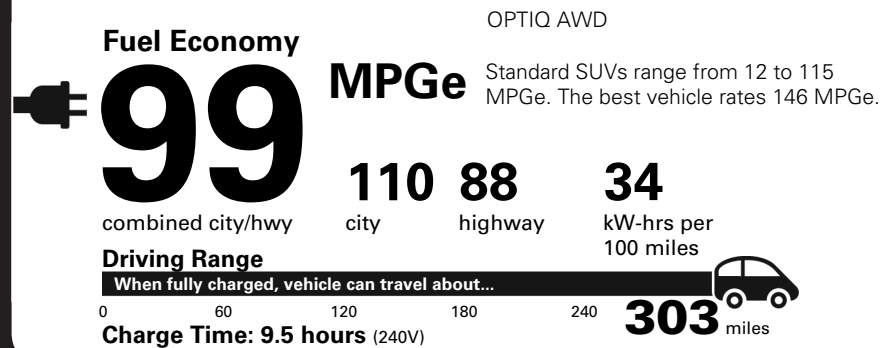 OPTIQ AWD
Fuel Economy
99
MPGe
Standard SUVs range from 12 to 115
MPGe. The best vehicle rates 146 MPGe.
110 88 34
combined city/hwy city highway kW-hrs per
100 miles
Driving Range
When fully charged, vehicle can travel about...
0 60 120 180 240 303 miles
Charge Time: 9.5 hours (240V)